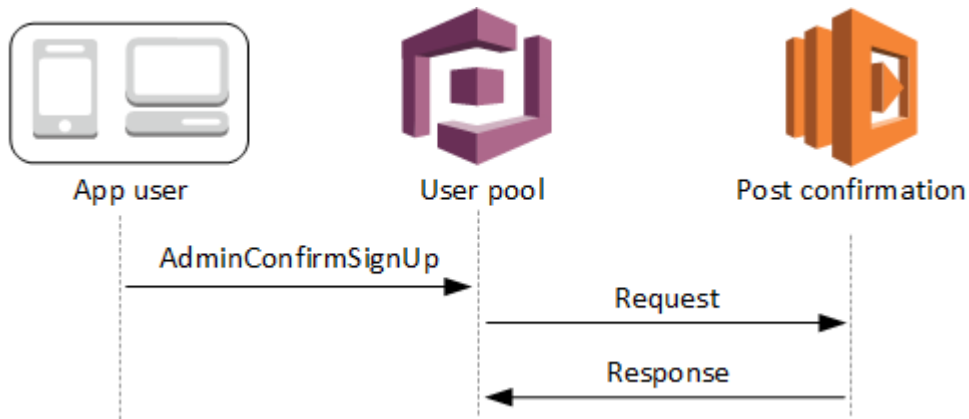 App user
User pool
Post confirmation
AdminConfirmSignUp
Request
Response